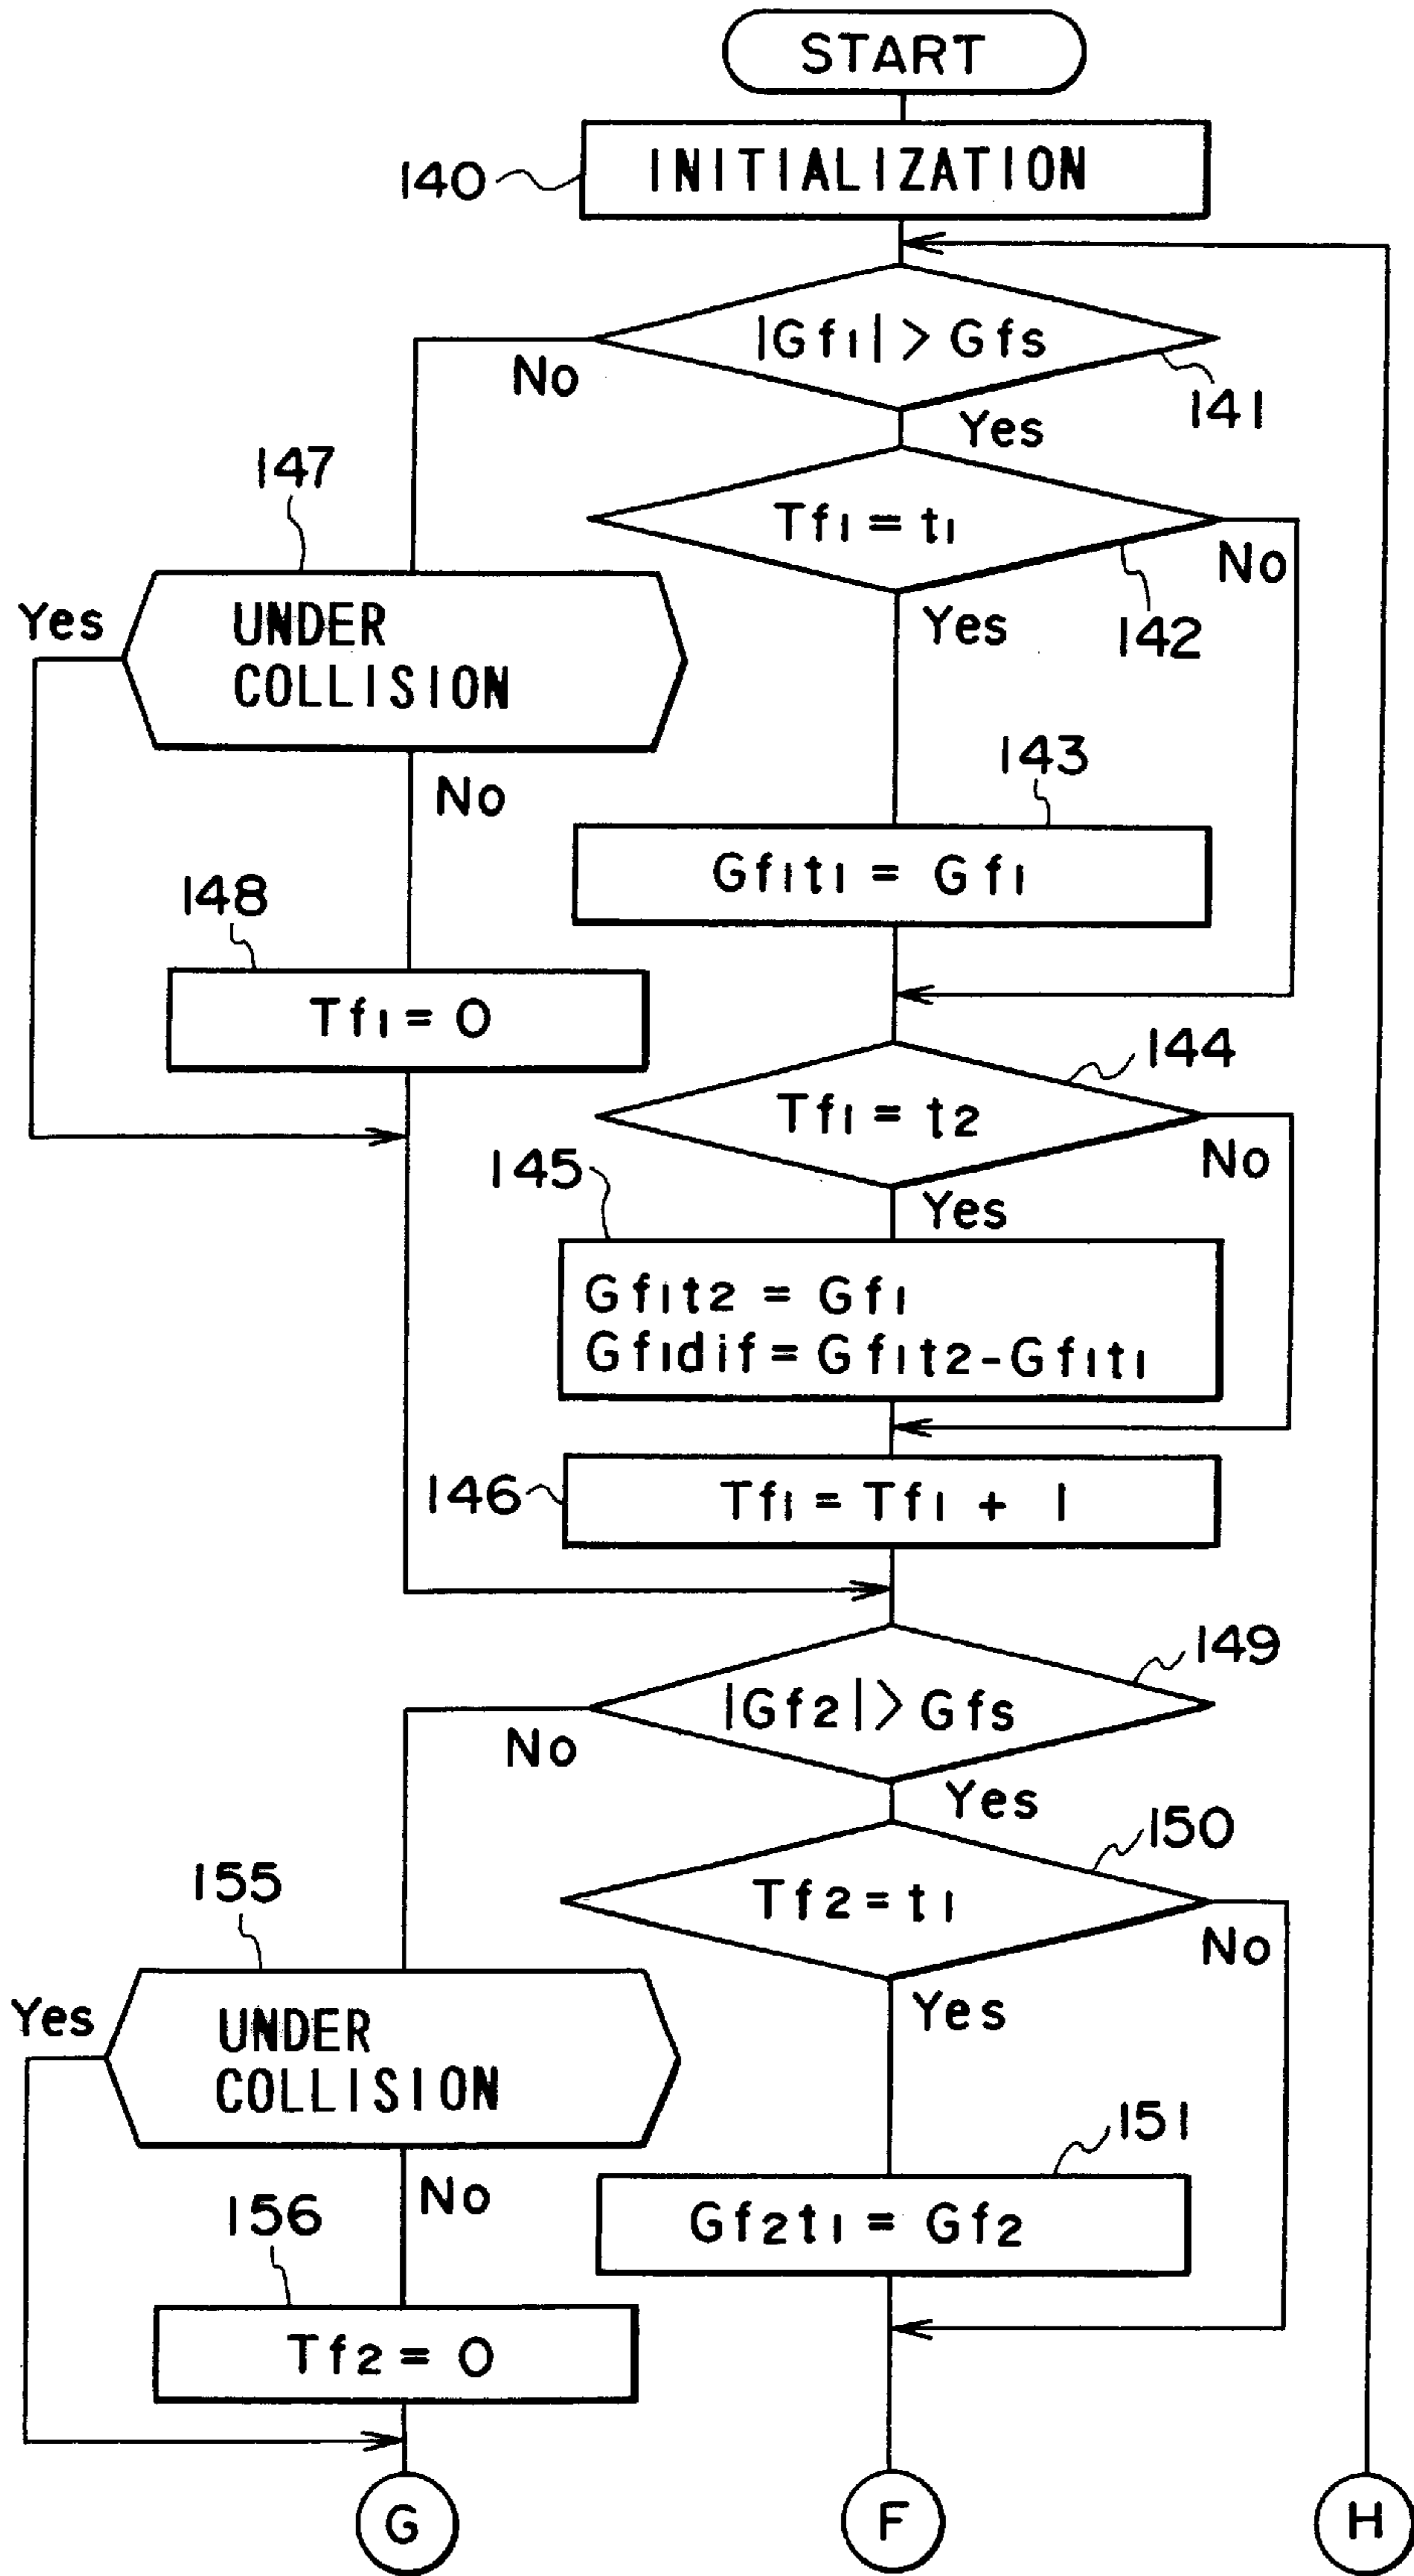 START
140
INITIALIZATION
|Gf1| > Gfs
No
141
Yes
147
Tf1 = t1
No
Yes
UNDER
COLLISION
Yes
142
No
143
Gf1t1 = Gf1
148
Tf1 = 0
144
Tf1 = t2
145
No
Yes
Gf1t2 = Gf1
Gf1dif = Gf1t2 - Gf1t1
146
Tf1 = Tf1 + 1
149
|Gf2| > Gfs
No
Yes
150
155
Tf2 = t1
No
Yes
UNDER
COLLISION
Yes
151
No
156
Gf2t1 = Gf2
Tf2 = 0
G
F
H